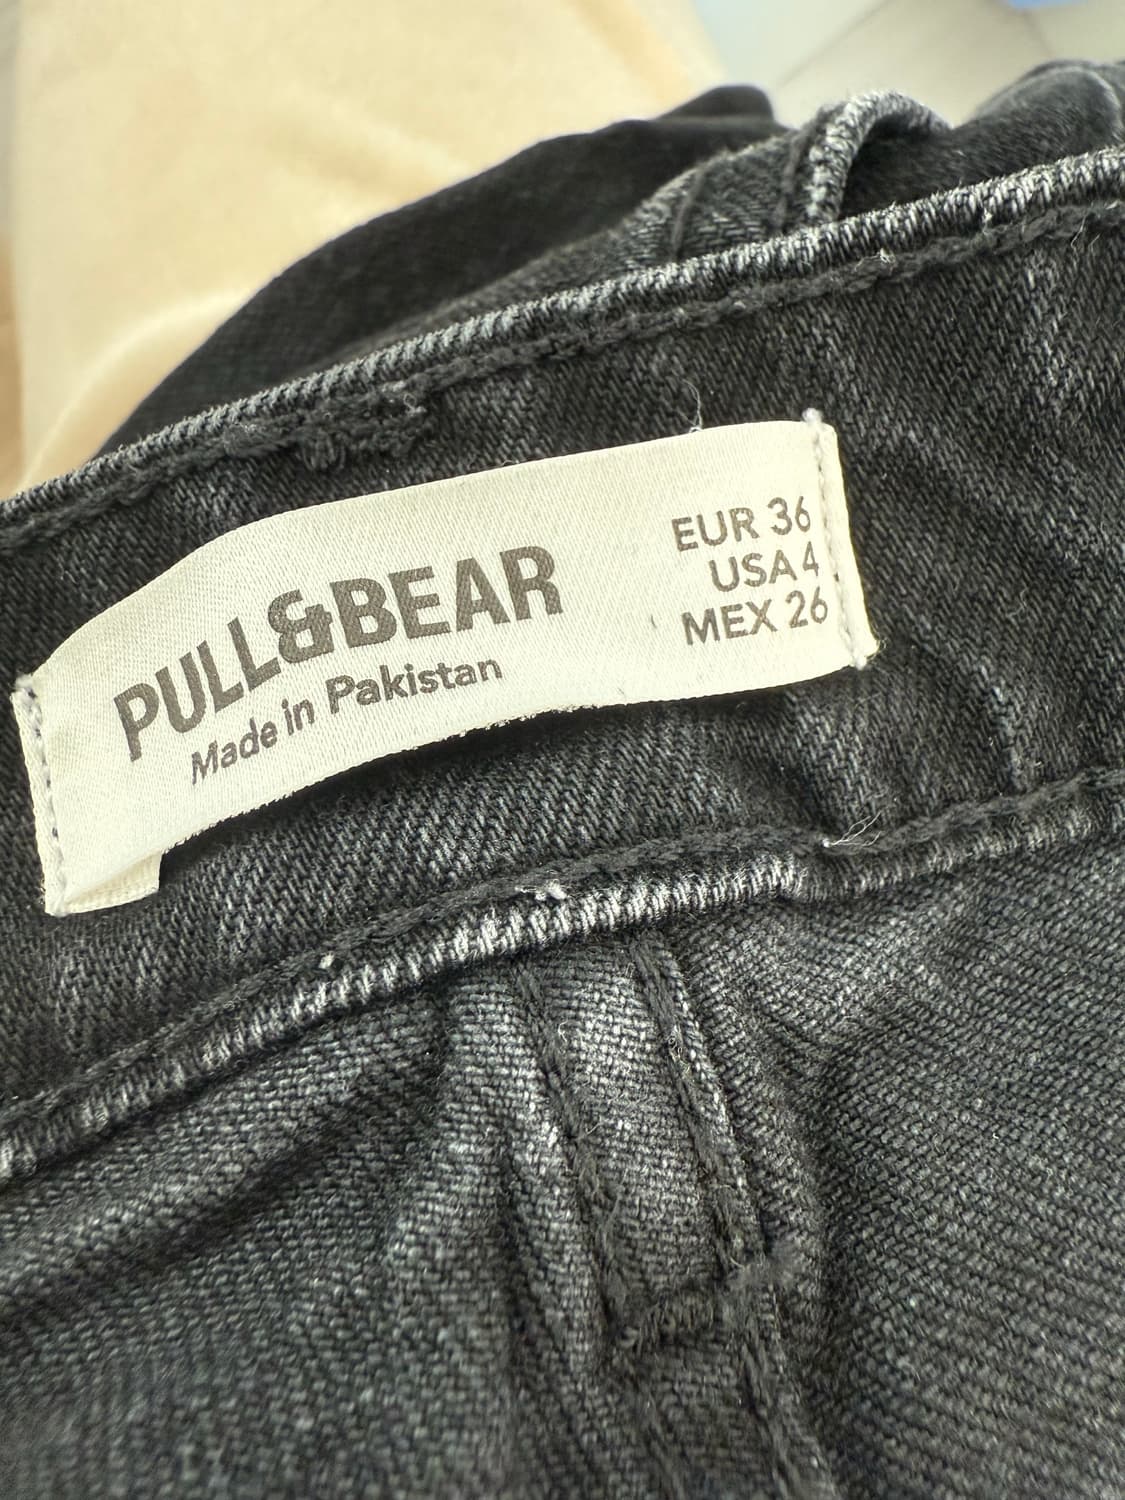 PULL&BEAR
Made in Pakistan
EUR 36
USA 4
MEX 26